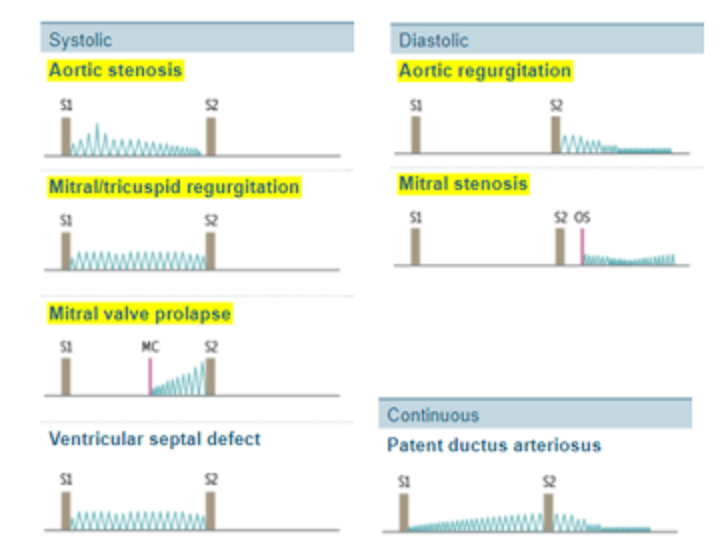 Systolic
Aortic stenosis
S1 S2
Mitral/tricuspid regurgitation
S1 S2
Mitral valve prolapse
S1 MC S2
Ventricular septal defect
S1 S2
Diastolic
Aortic regurgitation
S1 S2
Mitral stenosis
S1 S2 OS
Continuous
Patent ductus arteriosus
S1 S2